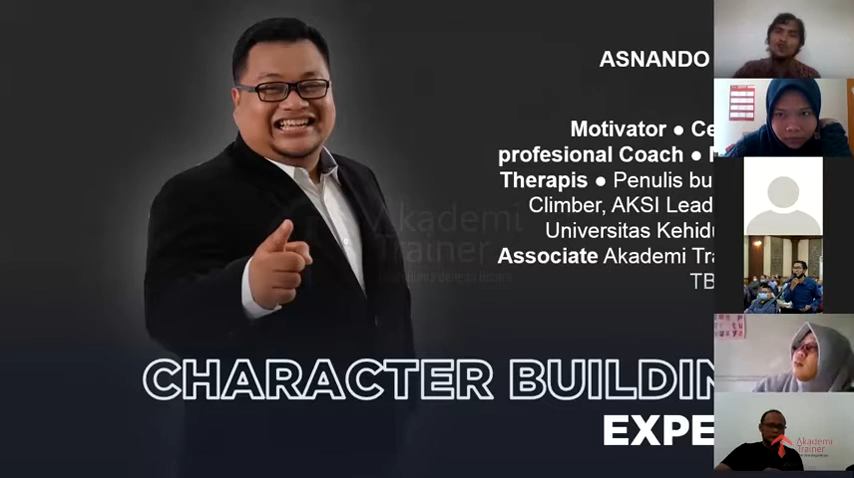 ASNANDO
Motivator ● Ce
profesional Coach ●
Therapis ● Penulis bu
Climber, AKSI Lead
Universitas Kehidu
Associate Akademi Tra
TB
CHARACTER BUILDIN
EXPE
Akademi
Trainer
Akademi
Trainer